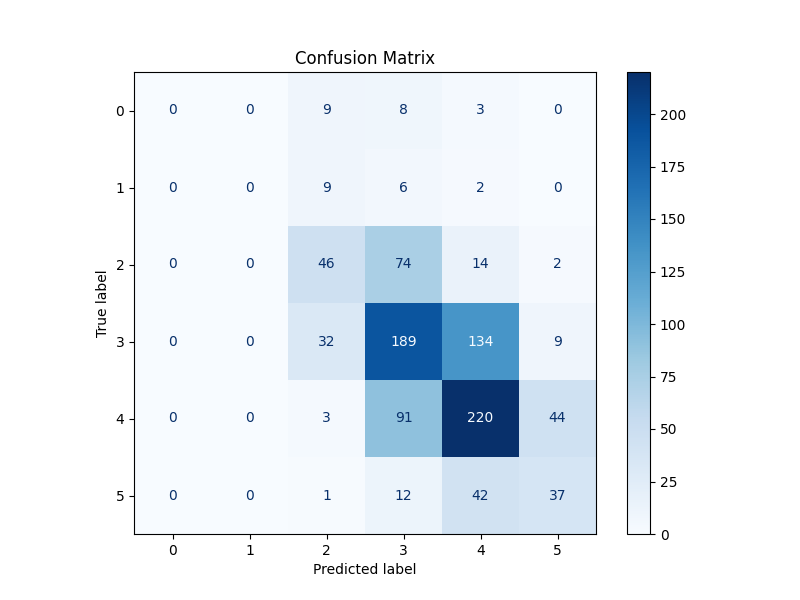 Confusion Matrix
0 0 0 9 8 3 0
1 0 0 9 6 2 0
2 0 0 46 74 14 2
3 0 0 32 189 134 9
4 0 0 3 91 220 44
5 0 0 1 12 42 37
0 1 2 3 4 5
Predicted label
True label
200
175
150
125
100
75
50
25
0